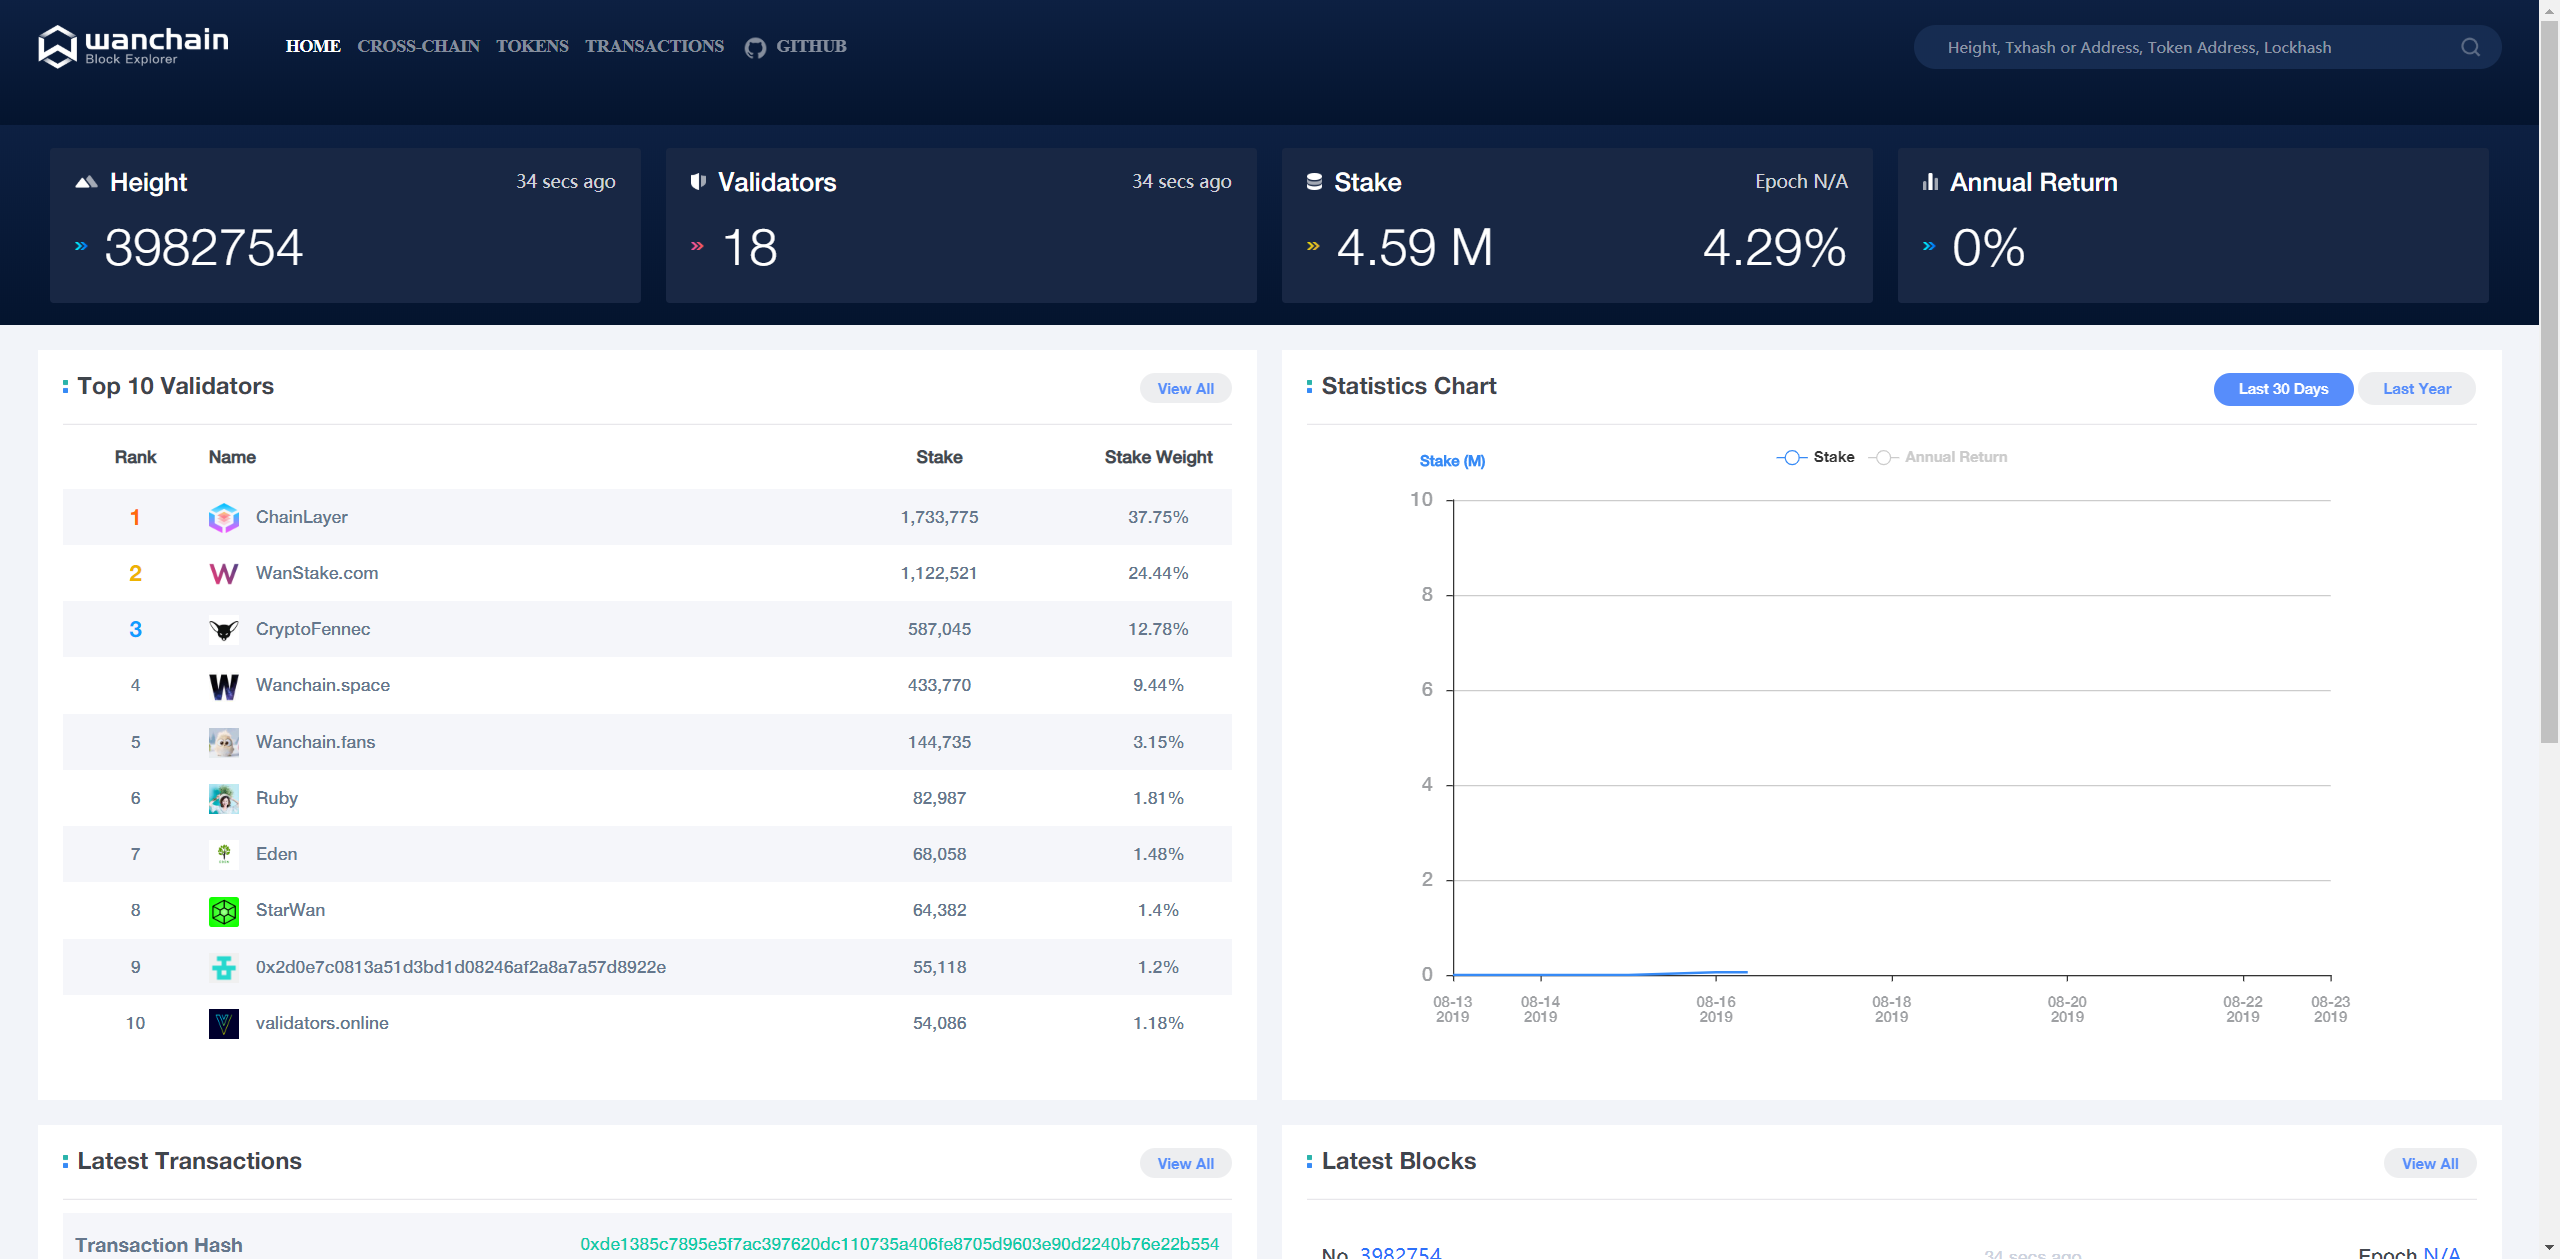 wanchain
Block Explorer
HOME CROSS-CHAIN TOKENS TRANSACTIONS GITHUB
Height, Txhash or Address, Token Address, Lockhash
Height 34 secs ago
3982754
Validators 34 secs ago
18
Stake Epoch N/A
4.59 M 4.29%
Annual Return
0%
Top 10 Validators View All
Rank Name Stake Stake Weight
1 ChainLayer 1,733,775 37.75%
2 WanStake.com 1,122,521 24.44%
3 CryptoFennec 587,045 12.78%
4 Wanchain.space 433,770 9.44%
5 Wanchain.fans 144,735 3.15%
6 Ruby 82,987 1.81%
7 Eden 68,058 1.48%
8 StarWan 64,382 1.4%
9 0x2d0e7c0813a51d3bd1d08246af2a8a7a57d8922e 55,118 1.2%
10 validators.online 54,086 1.18%
Statistics Chart Last 30 Days Last Year
Stake (M) Stake Annual Return
10
8
6
4
2
0
08-13 08-14 08-16 08-18 08-20 08-22 08-23
2019 2019 2019 2019 2019 2019 2019
Latest Transactions View All
Transaction Hash 0xde1385c7895e5f7ac397620dc110735a406fe8705d9603e90d2240b76e22b554
Latest Blocks View All
No. 3982754 34 secs ago Epoch N/A